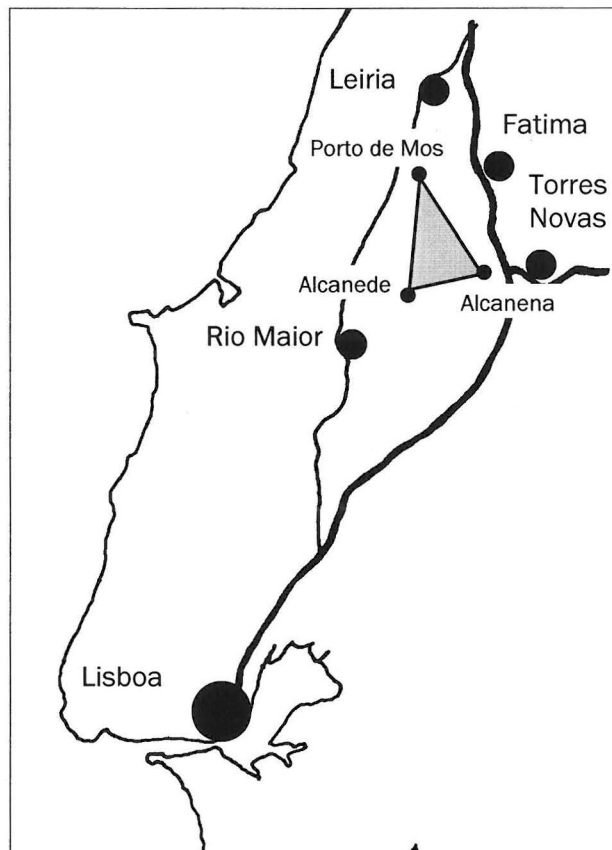 Leiria
Fatima
Porto de Mos
Torres
Novas
Alcanede
Alcanena
Rio Maior
Lisboa